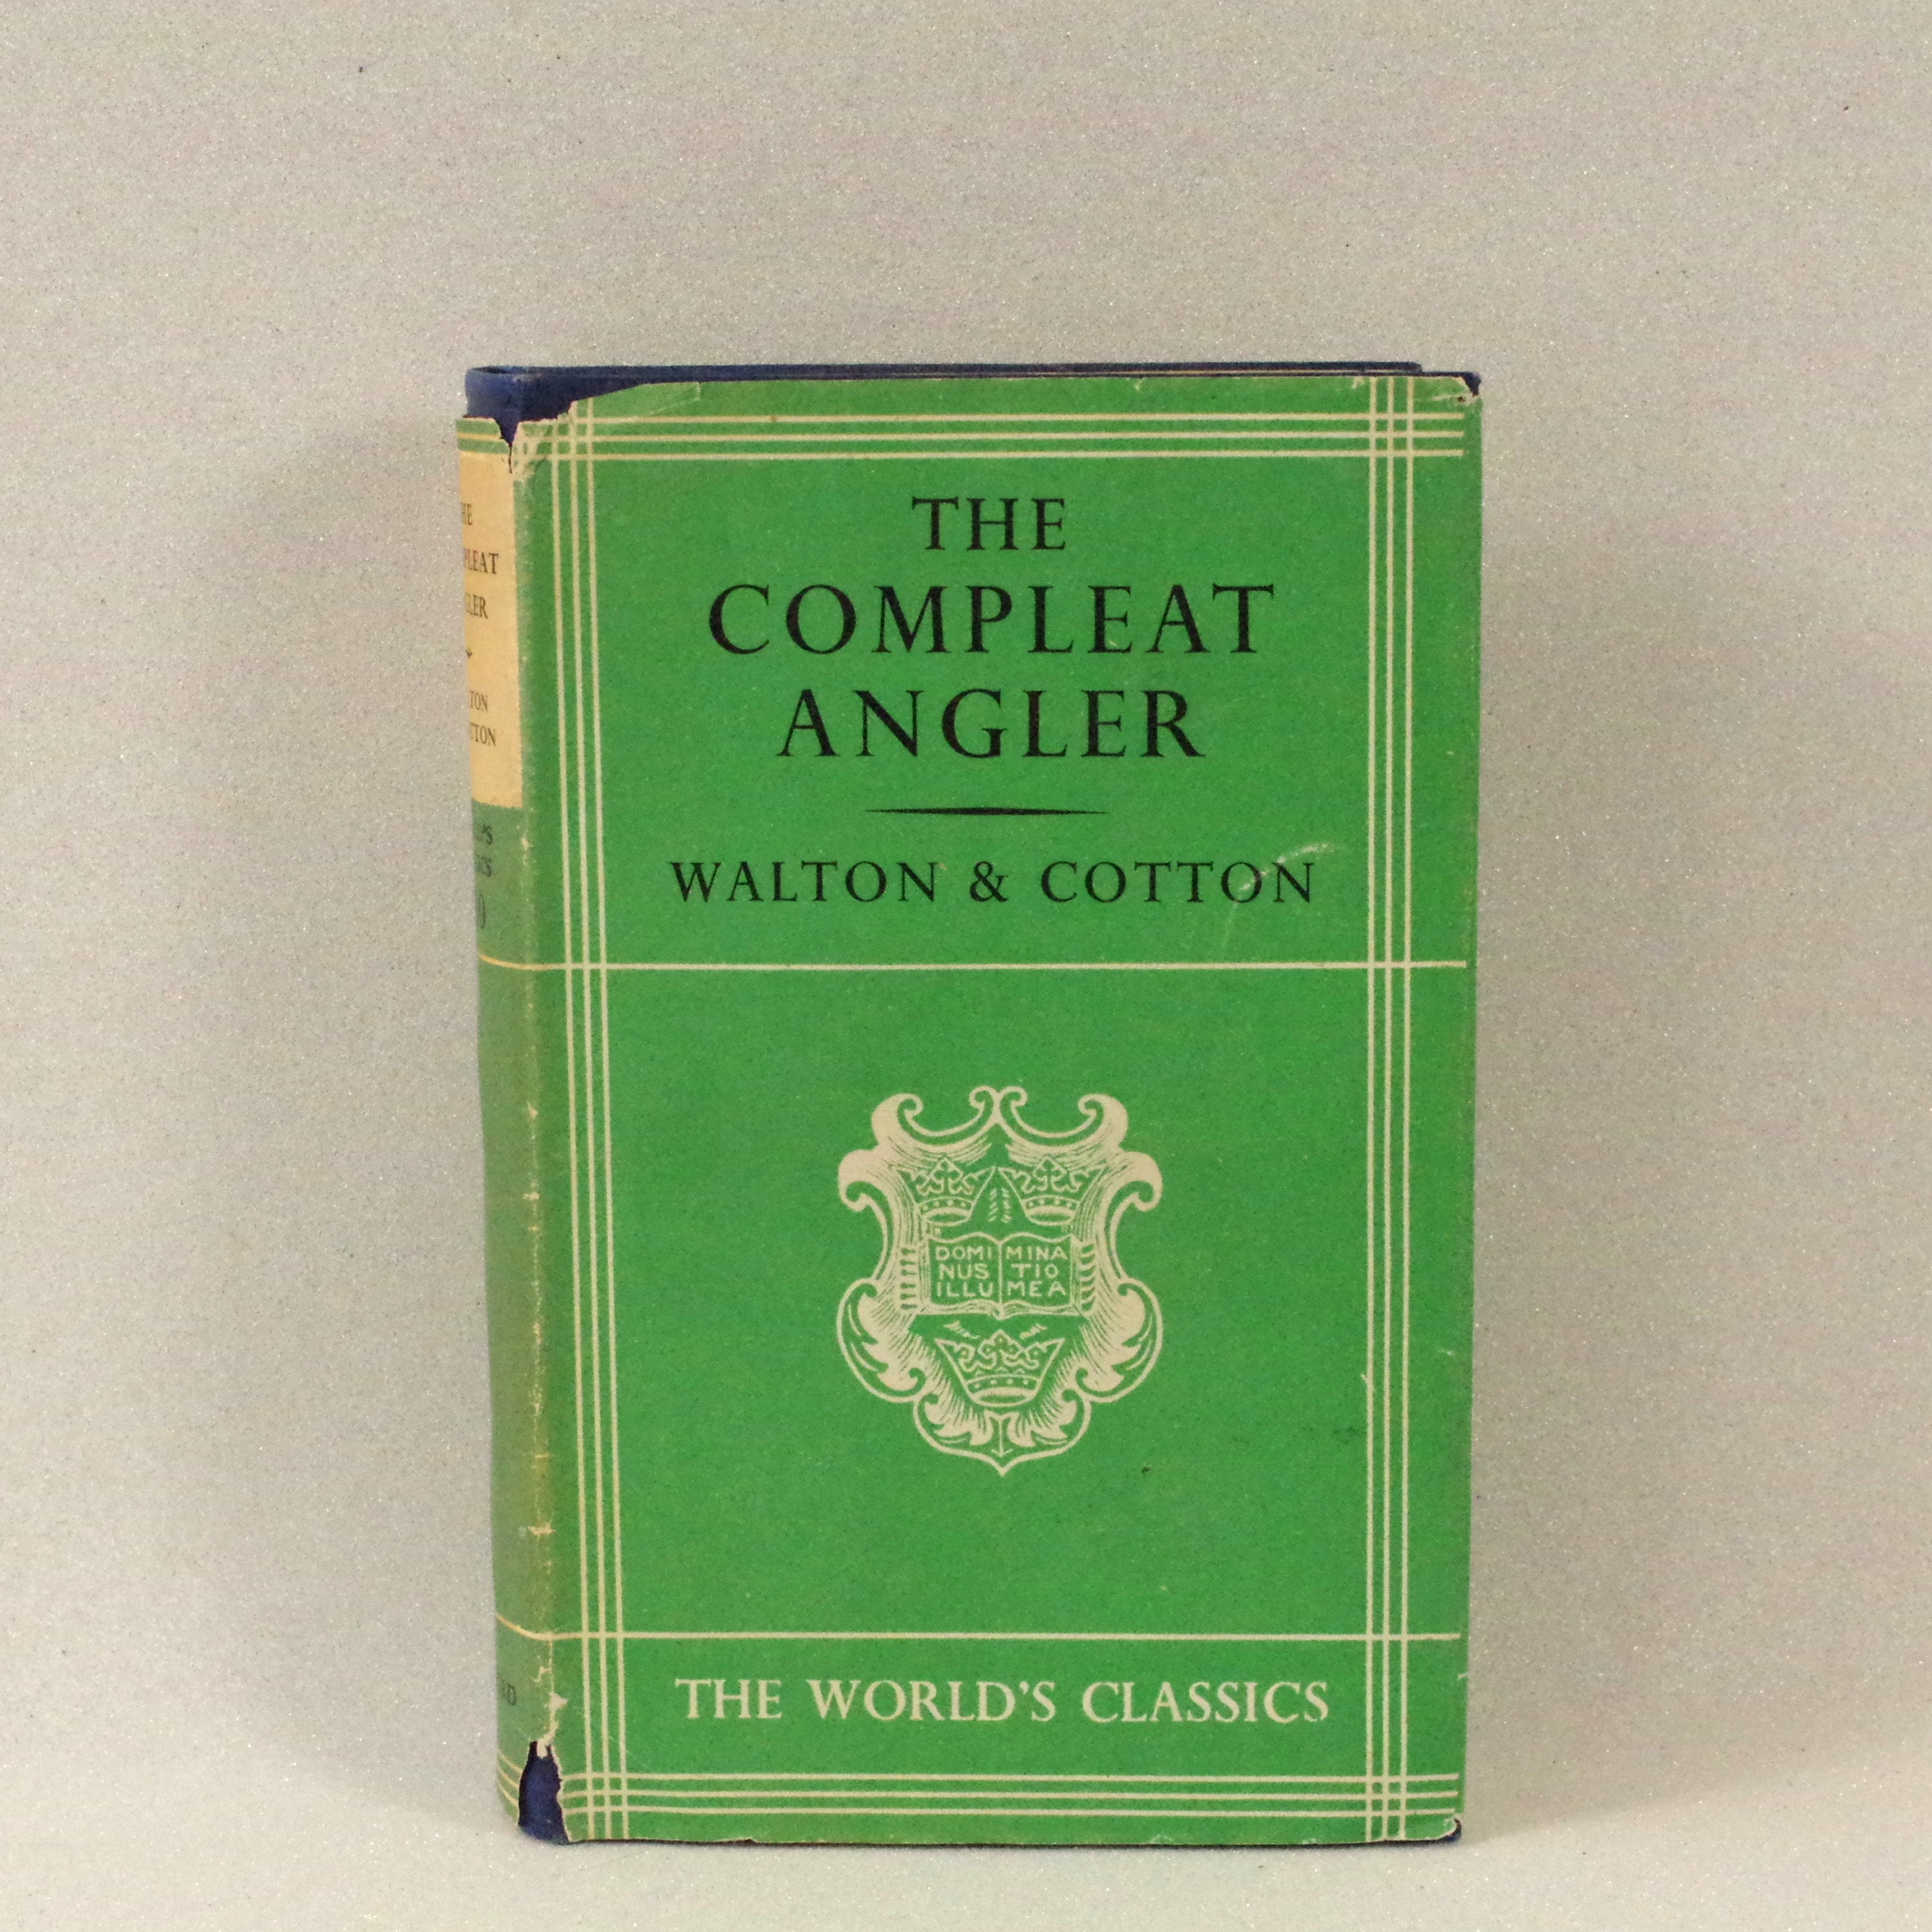 THE
COMPLEAT
ANGLER
WALTON & COTTON
DOMI MINA
NUS TIO
ILLU MEA
THE WORLD'S CLASSICS